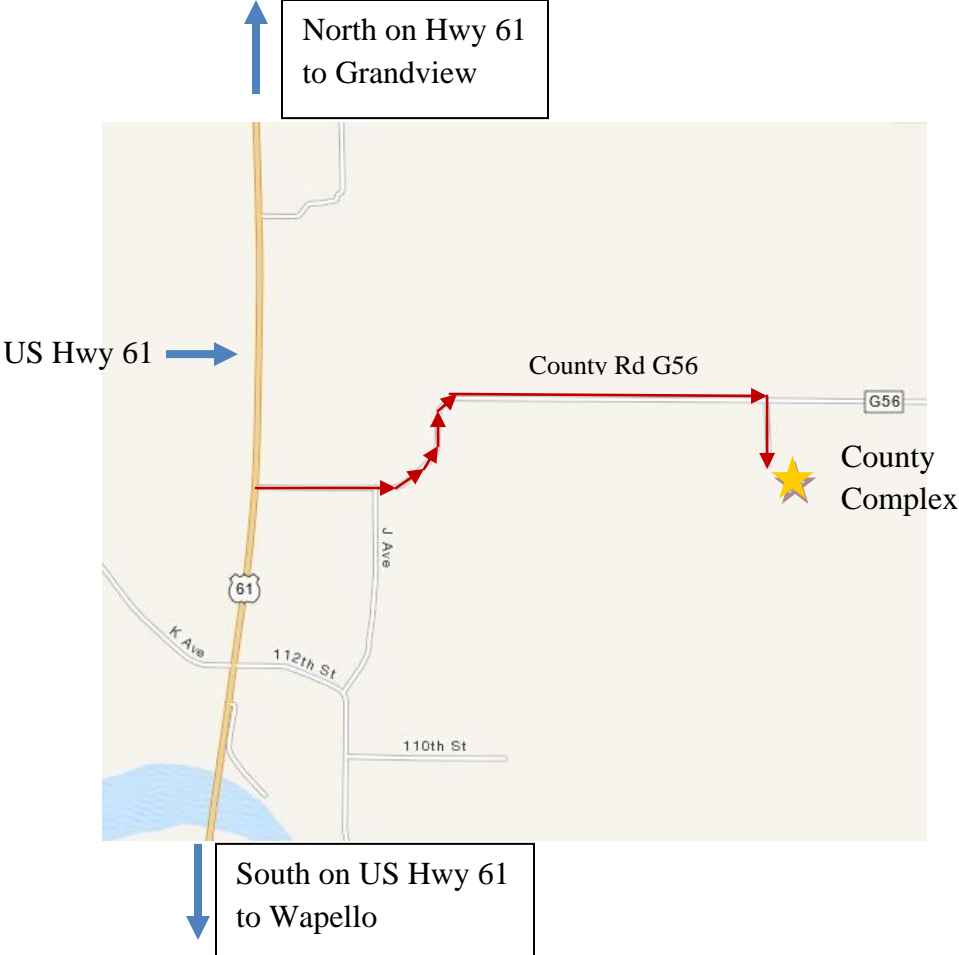 North on Hwy 61
to Grandview
US Hwy 61
County Rd G56
G56
County
Complex
J Ave
61
K Ave
112th St
110th St
South on US Hwy 61
to Wapello